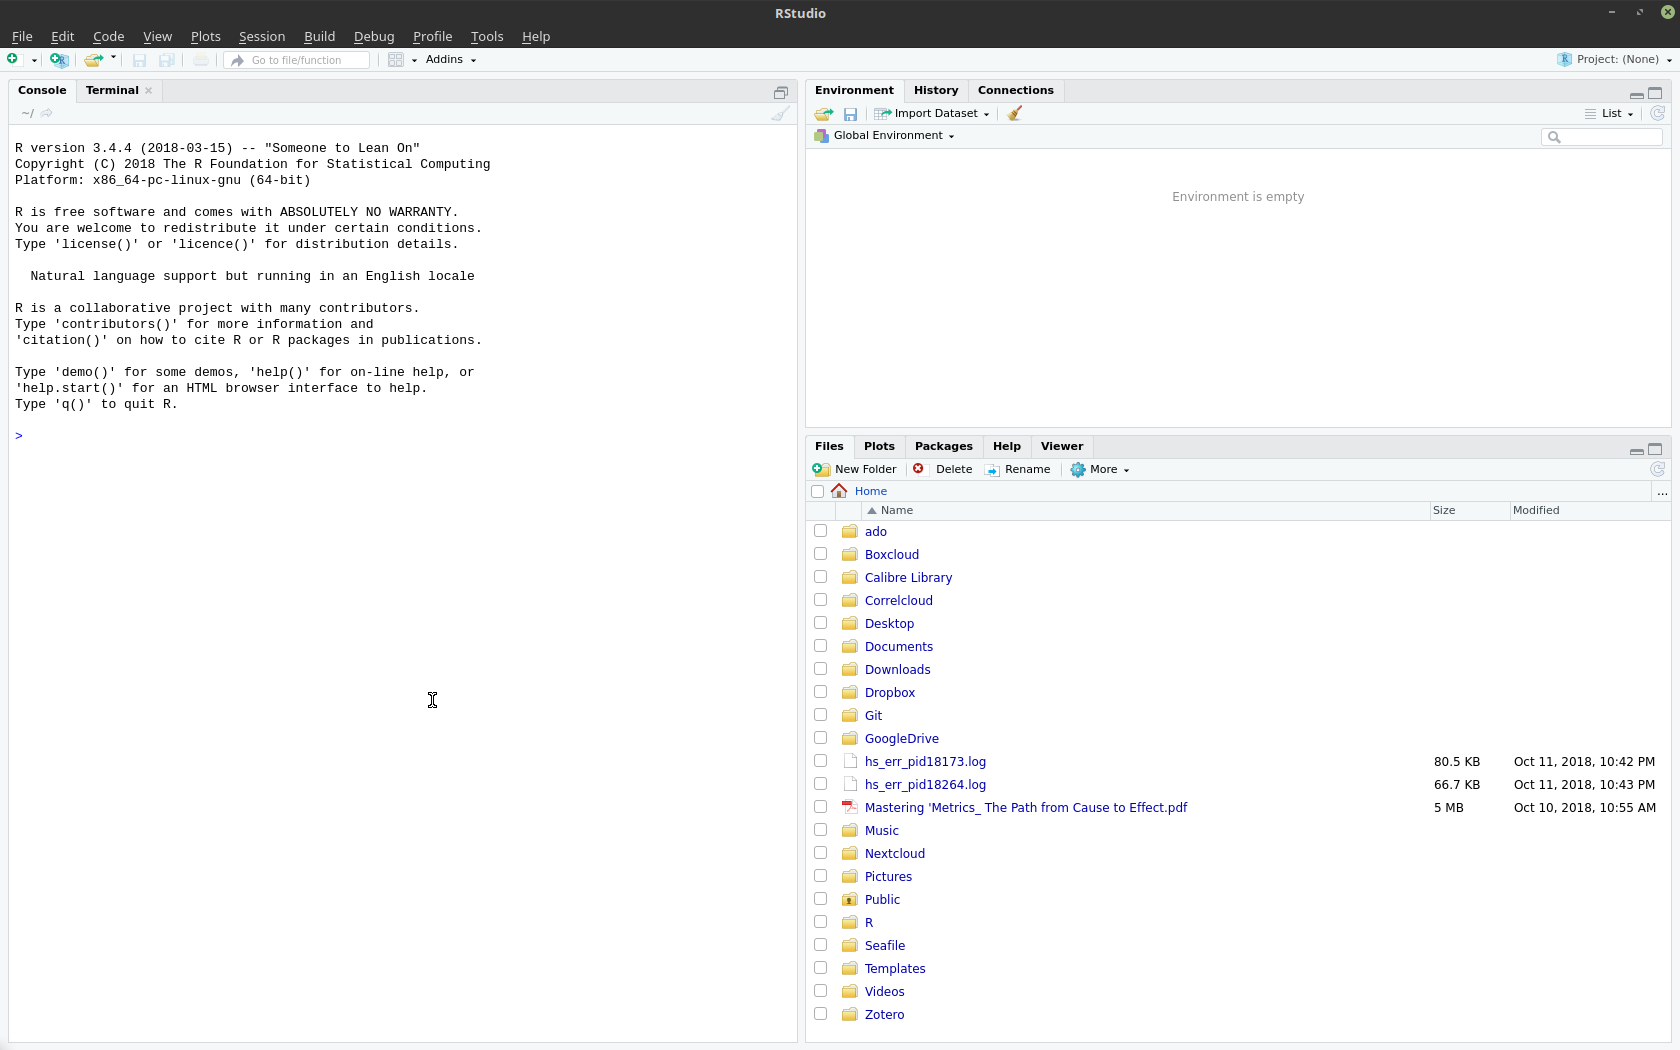 RStudio
File Edit Code View Plots Session Build Debug Profile Tools Help
Go to file/function Addins Project: (None)
Console Terminal
~/
R version 3.4.4 (2018-03-15) -- "Someone to Lean On"
Copyright (C) 2018 The R Foundation for Statistical Computing
Platform: x86_64-pc-linux-gnu (64-bit)
R is free software and comes with ABSOLUTELY NO WARRANTY.
You are welcome to redistribute it under certain conditions.
Type 'license()' or 'licence()' for distribution details.
Natural language support but running in an English locale
R is a collaborative project with many contributors.
Type 'contributors()' for more information and
'citation()' on how to cite R or R packages in publications.
Type 'demo()' for some demos, 'help()' for on-line help, or
'help.start()' for an HTML browser interface to help.
Type 'q()' to quit R.
>
Environment History Connections
Import Dataset List
Global Environment
Environment is empty
Files Plots Packages Help Viewer
New Folder Delete Rename More
Home ...
Name Size Modified
ado
Boxcloud
Calibre Library
Correlcloud
Desktop
Documents
Downloads
Dropbox
Git
GoogleDrive
hs_err_pid18173.log 80.5 KB Oct 11, 2018, 10:42 PM
hs_err_pid18264.log 66.7 KB Oct 11, 2018, 10:43 PM
Mastering 'Metrics_ The Path from Cause to Effect.pdf 5 MB Oct 10, 2018, 10:55 AM
Music
Nextcloud
Pictures
Public
R
Seafile
Templates
Videos
Zotero